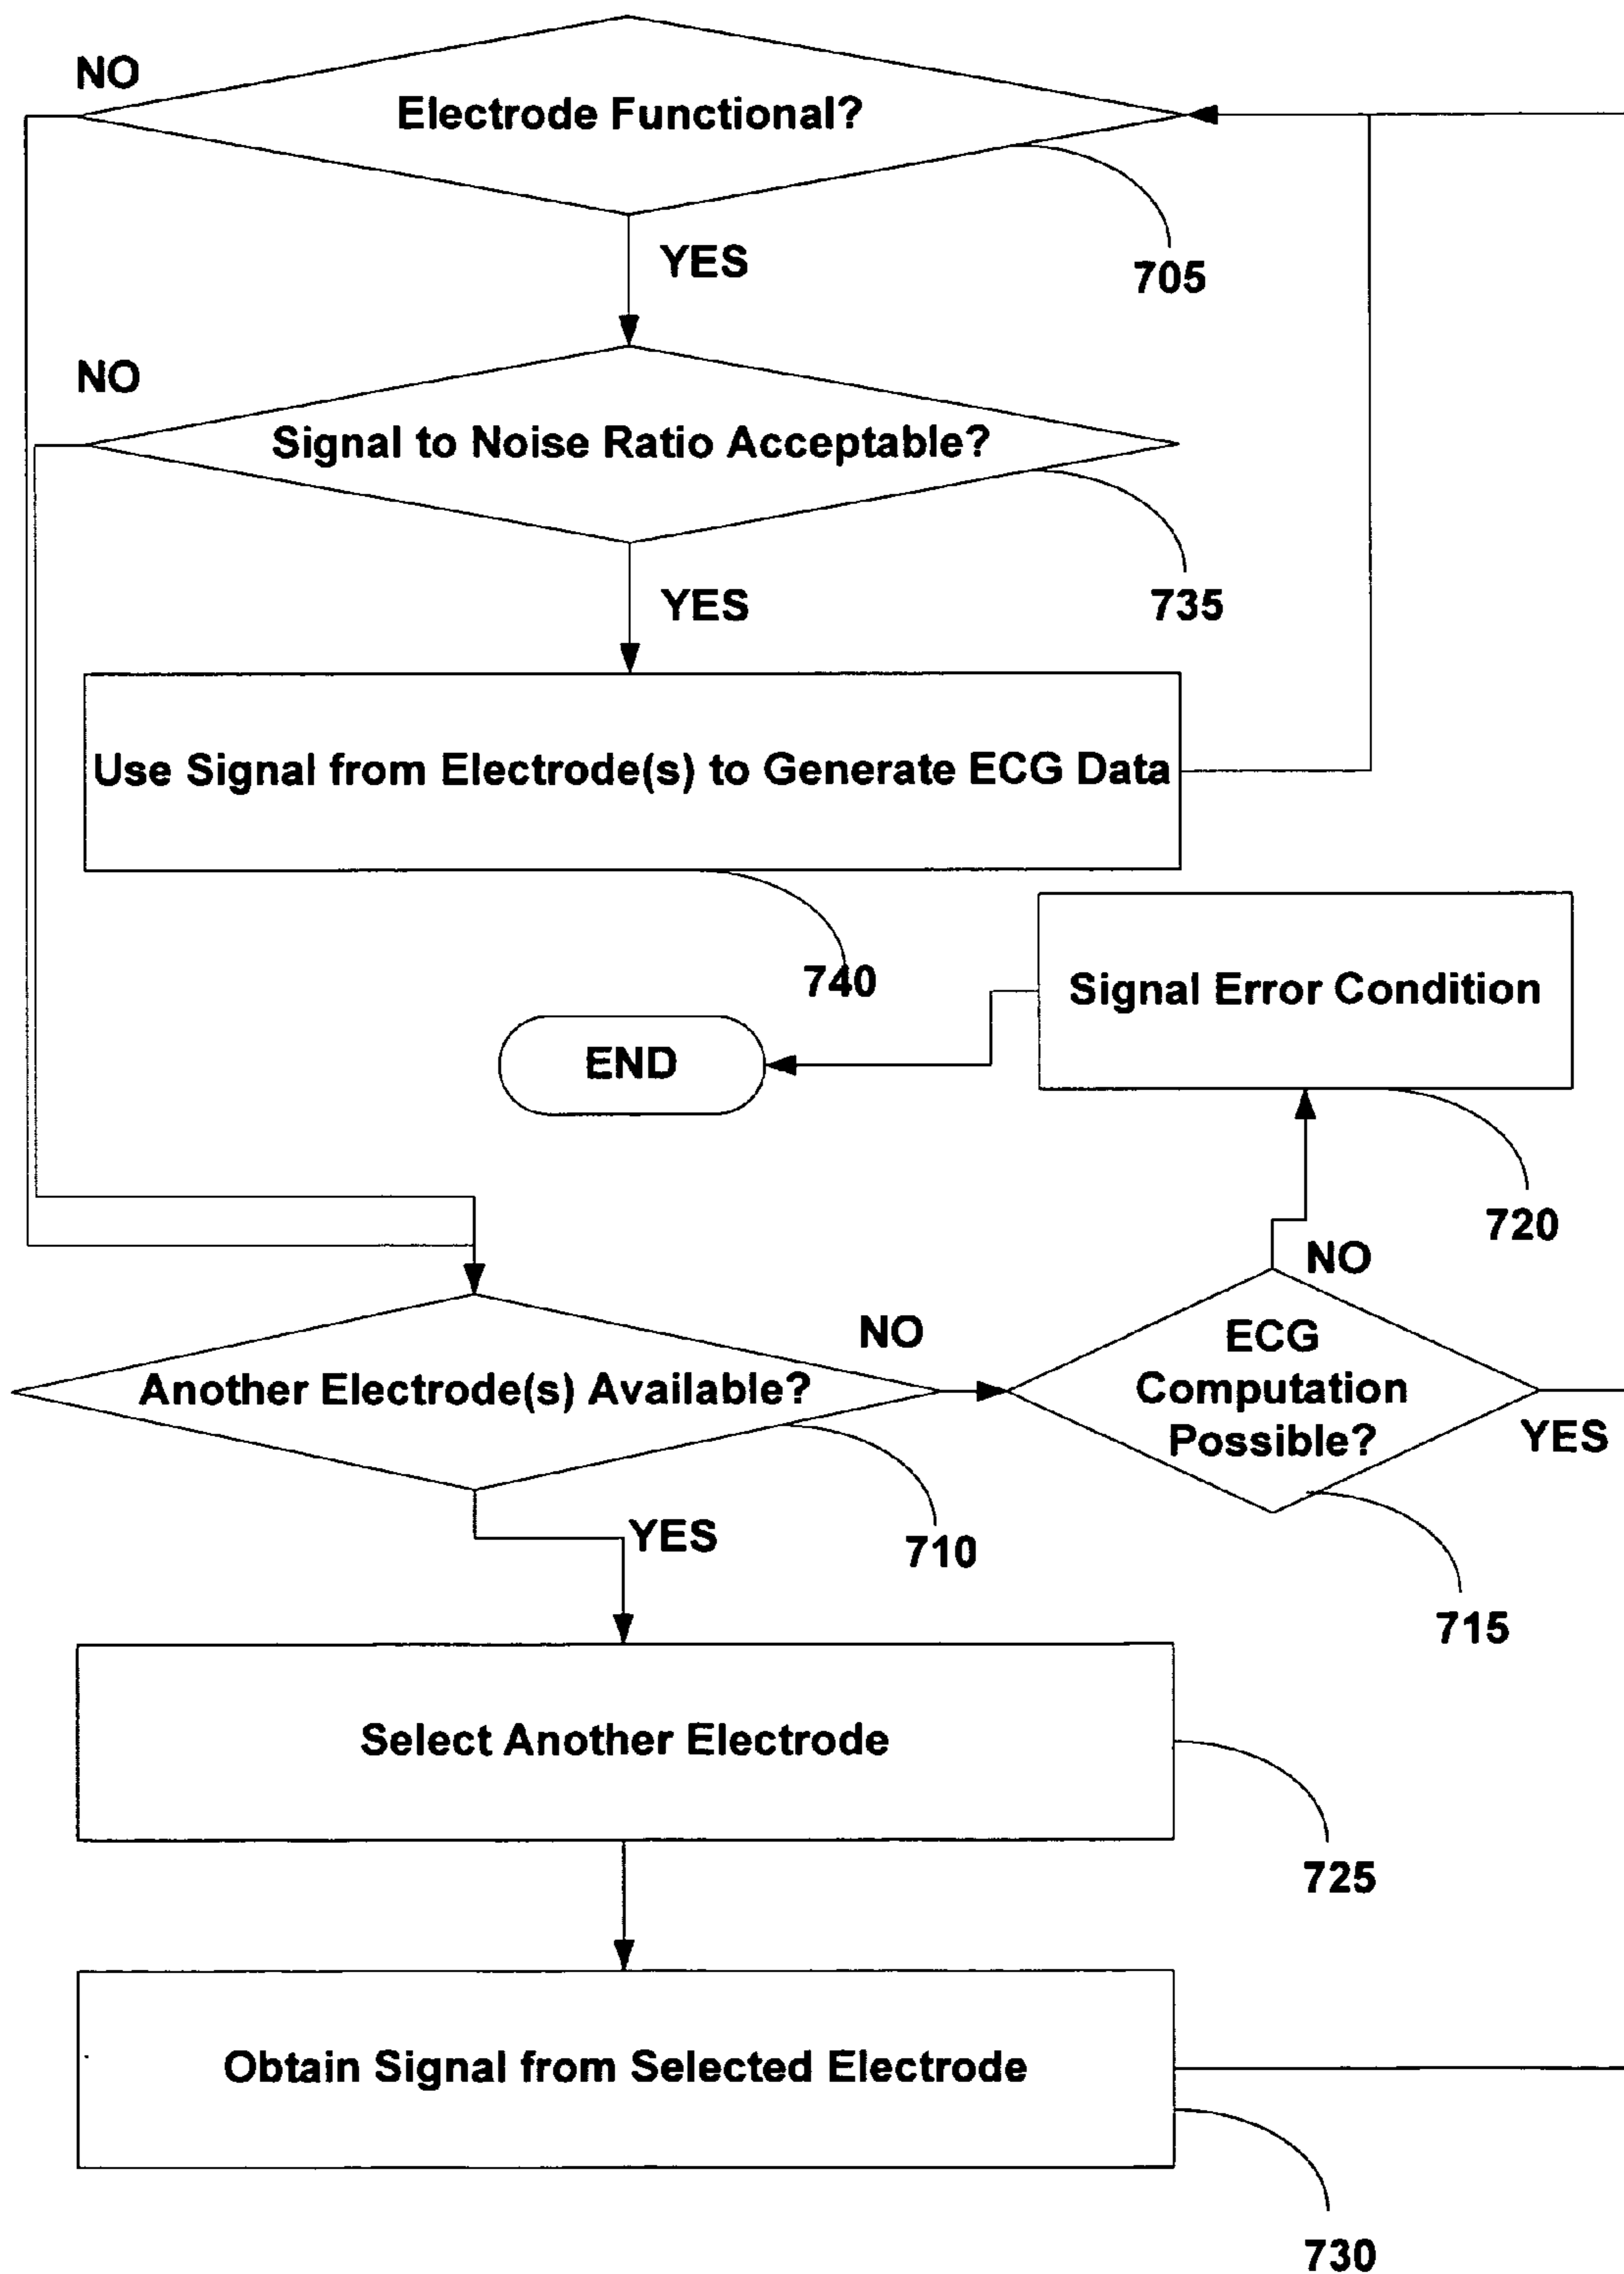 NO
Electrode Functional?
YES
705
NO
Signal to Noise Ratio Acceptable?
YES
735
Use Signal from Electrode(s) to Generate ECG Data
740
Signal Error Condition
END
720
NO
NO
ECG
Computation
Possible?
Another Electrode(s) Available?
YES
YES
710
715
Select Another Electrode
725
Obtain Signal from Selected Electrode
730